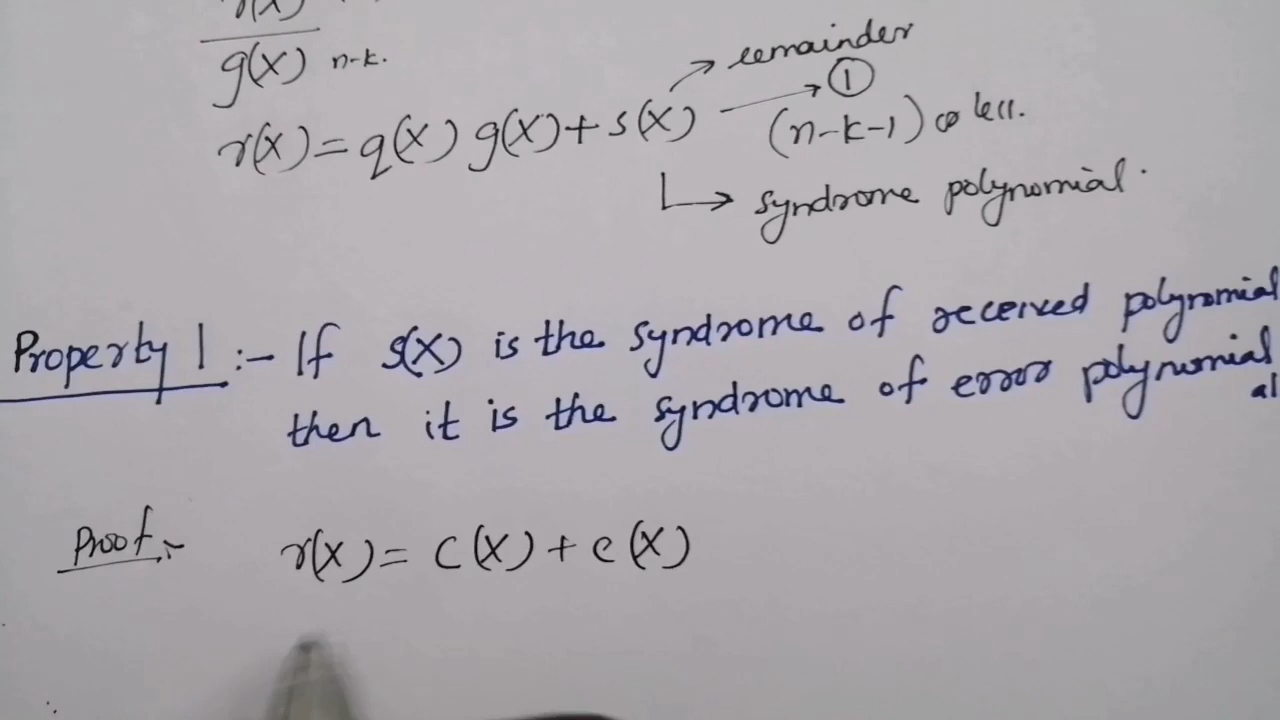 g(X) n-k.
→ remainder
r(X) = q(X) g(X) + s(X) → ①
(n-k-1) or less.
↳ syndrome polynomial.
Property 1 :- If s(X) is the syndrome of received polynomial
then it is the syndrome of error polynomial
al
Proof:- r(X) = c(X) + e(X)